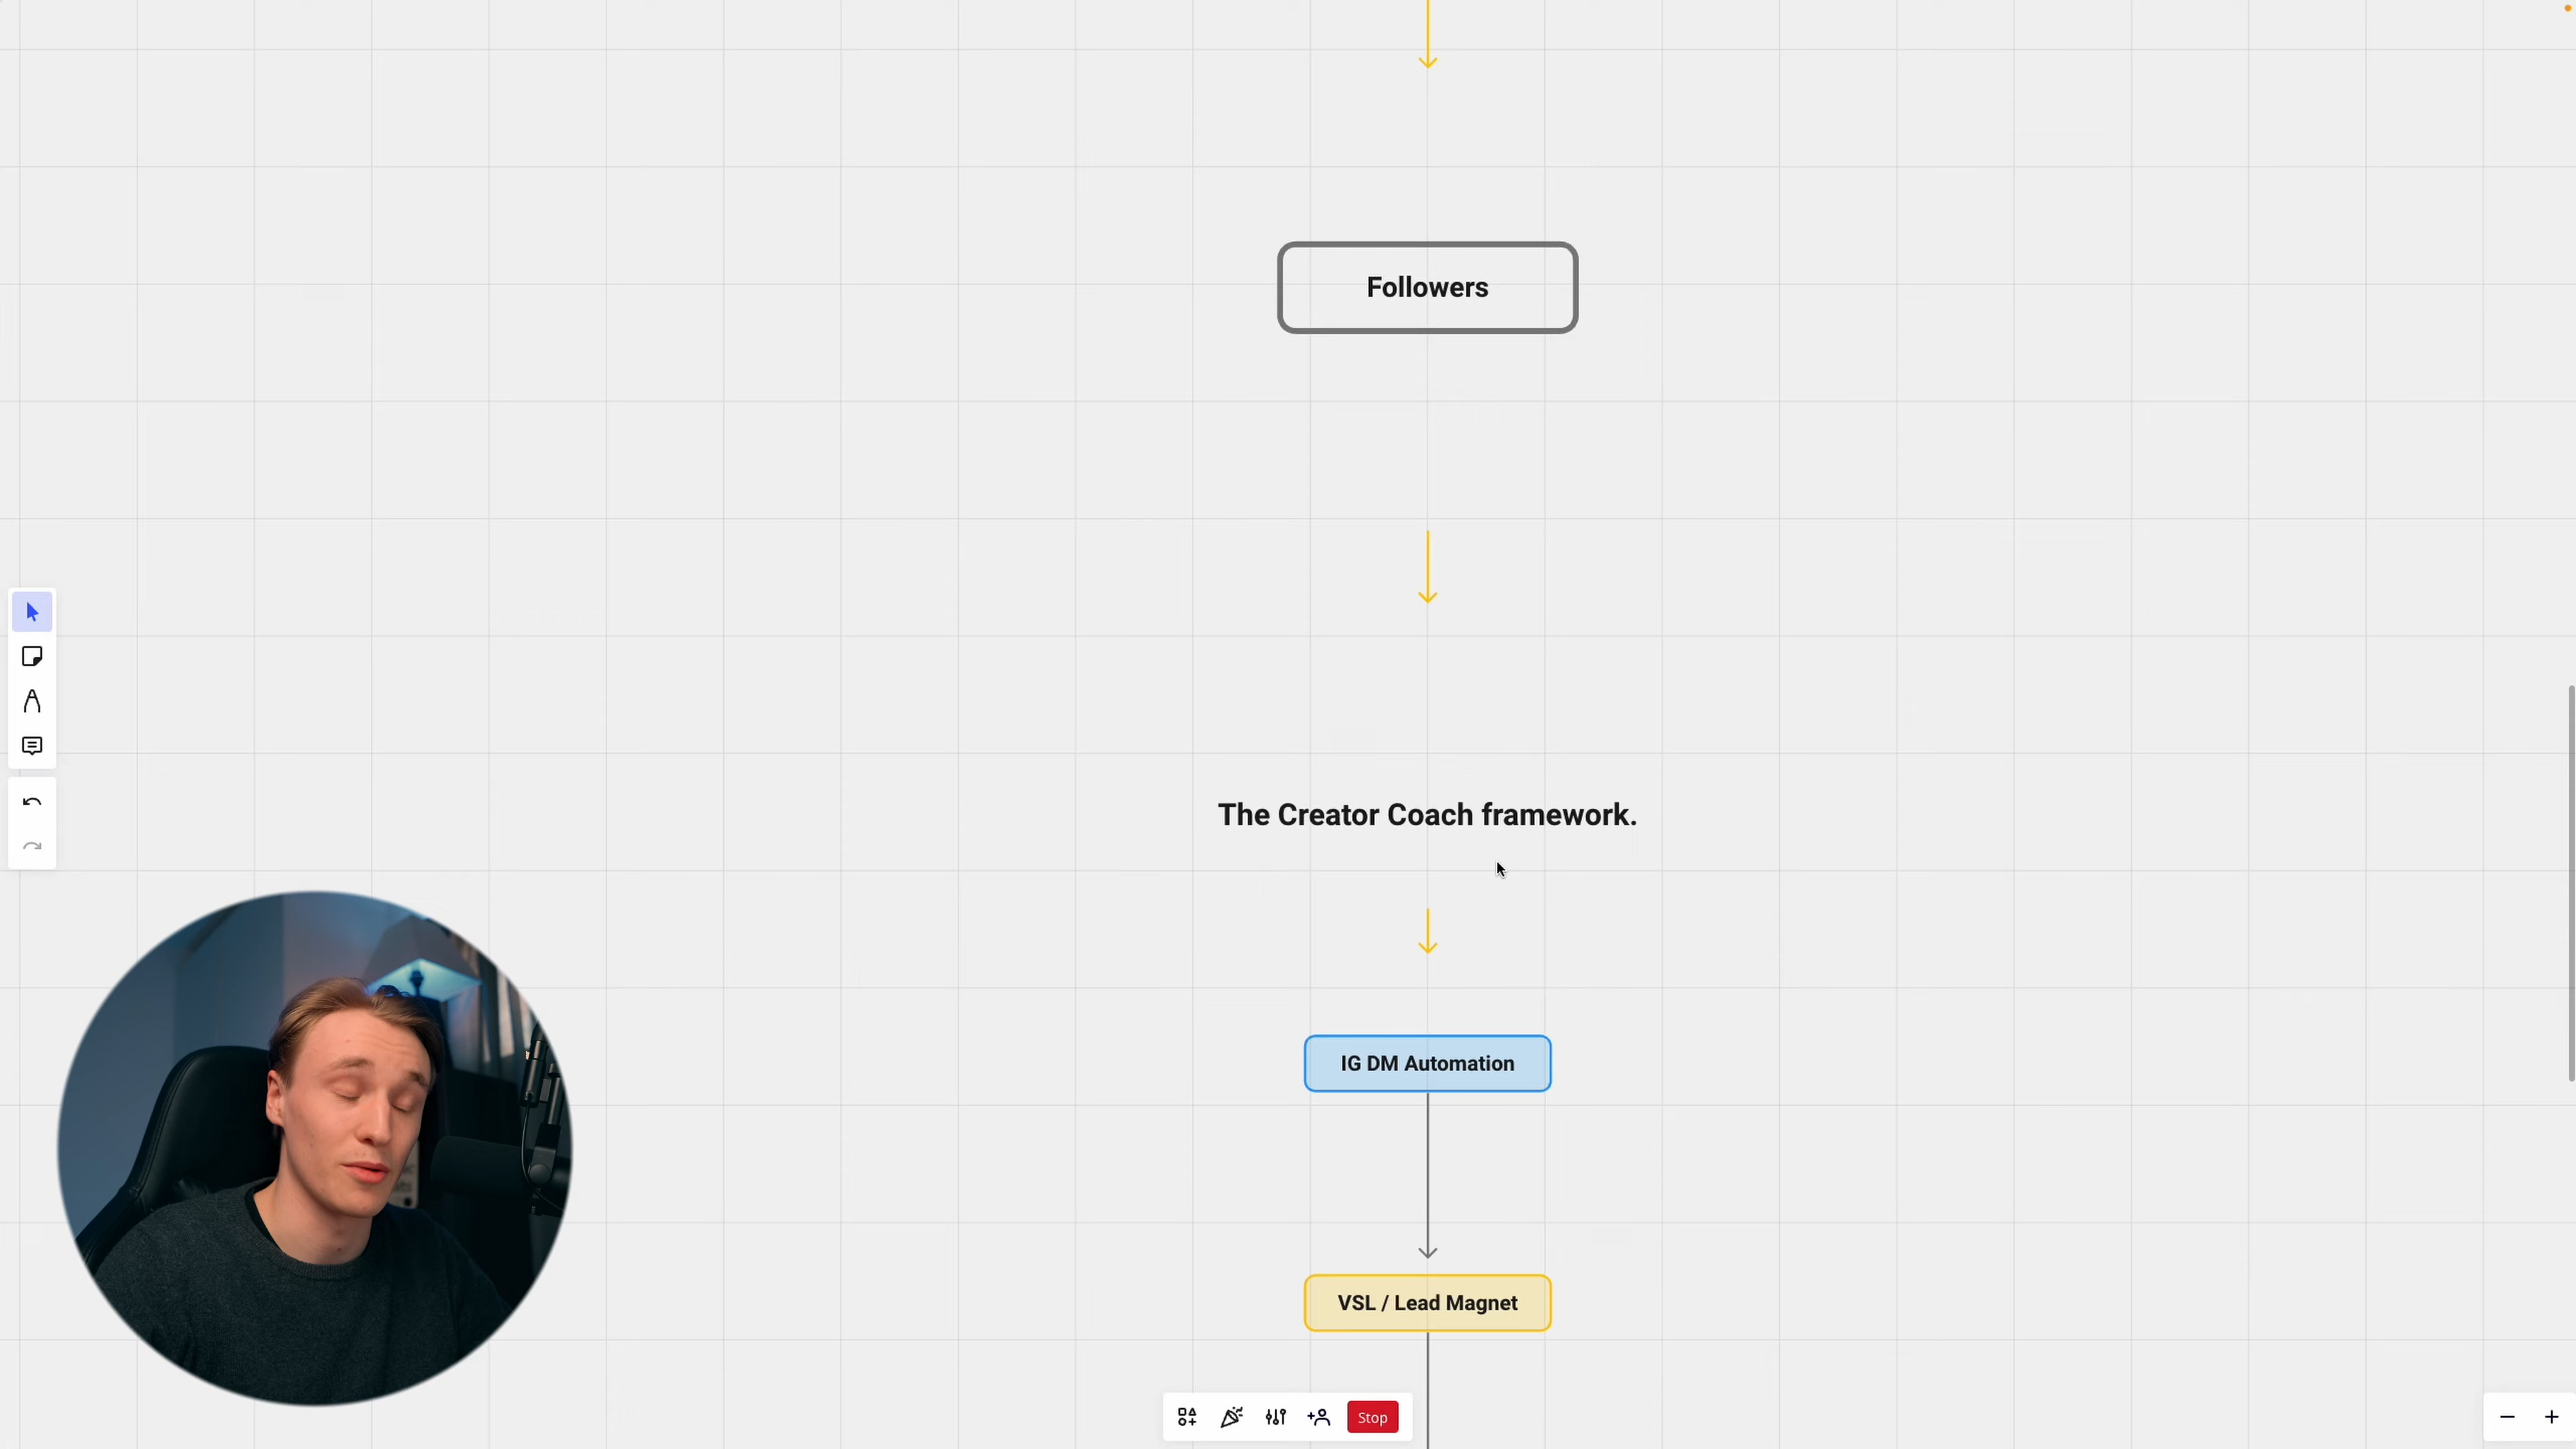 Followers
The Creator Coach framework.
IG DM Automation
VSL / Lead Magnet
Stop